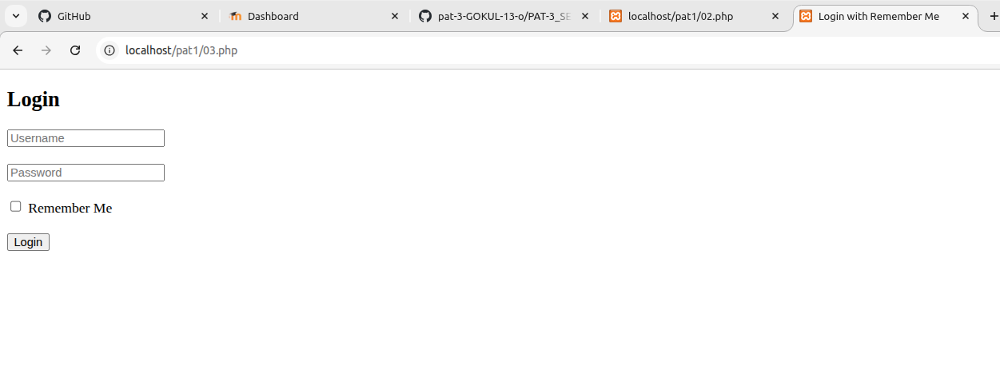 GitHub
Dashboard
pat-3-GOKUL-13-o/PAT-3_SE
localhost/pat1/02.php
Login with Remember Me
localhost/pat1/03.php
Login
Username
Password
Remember Me
Login